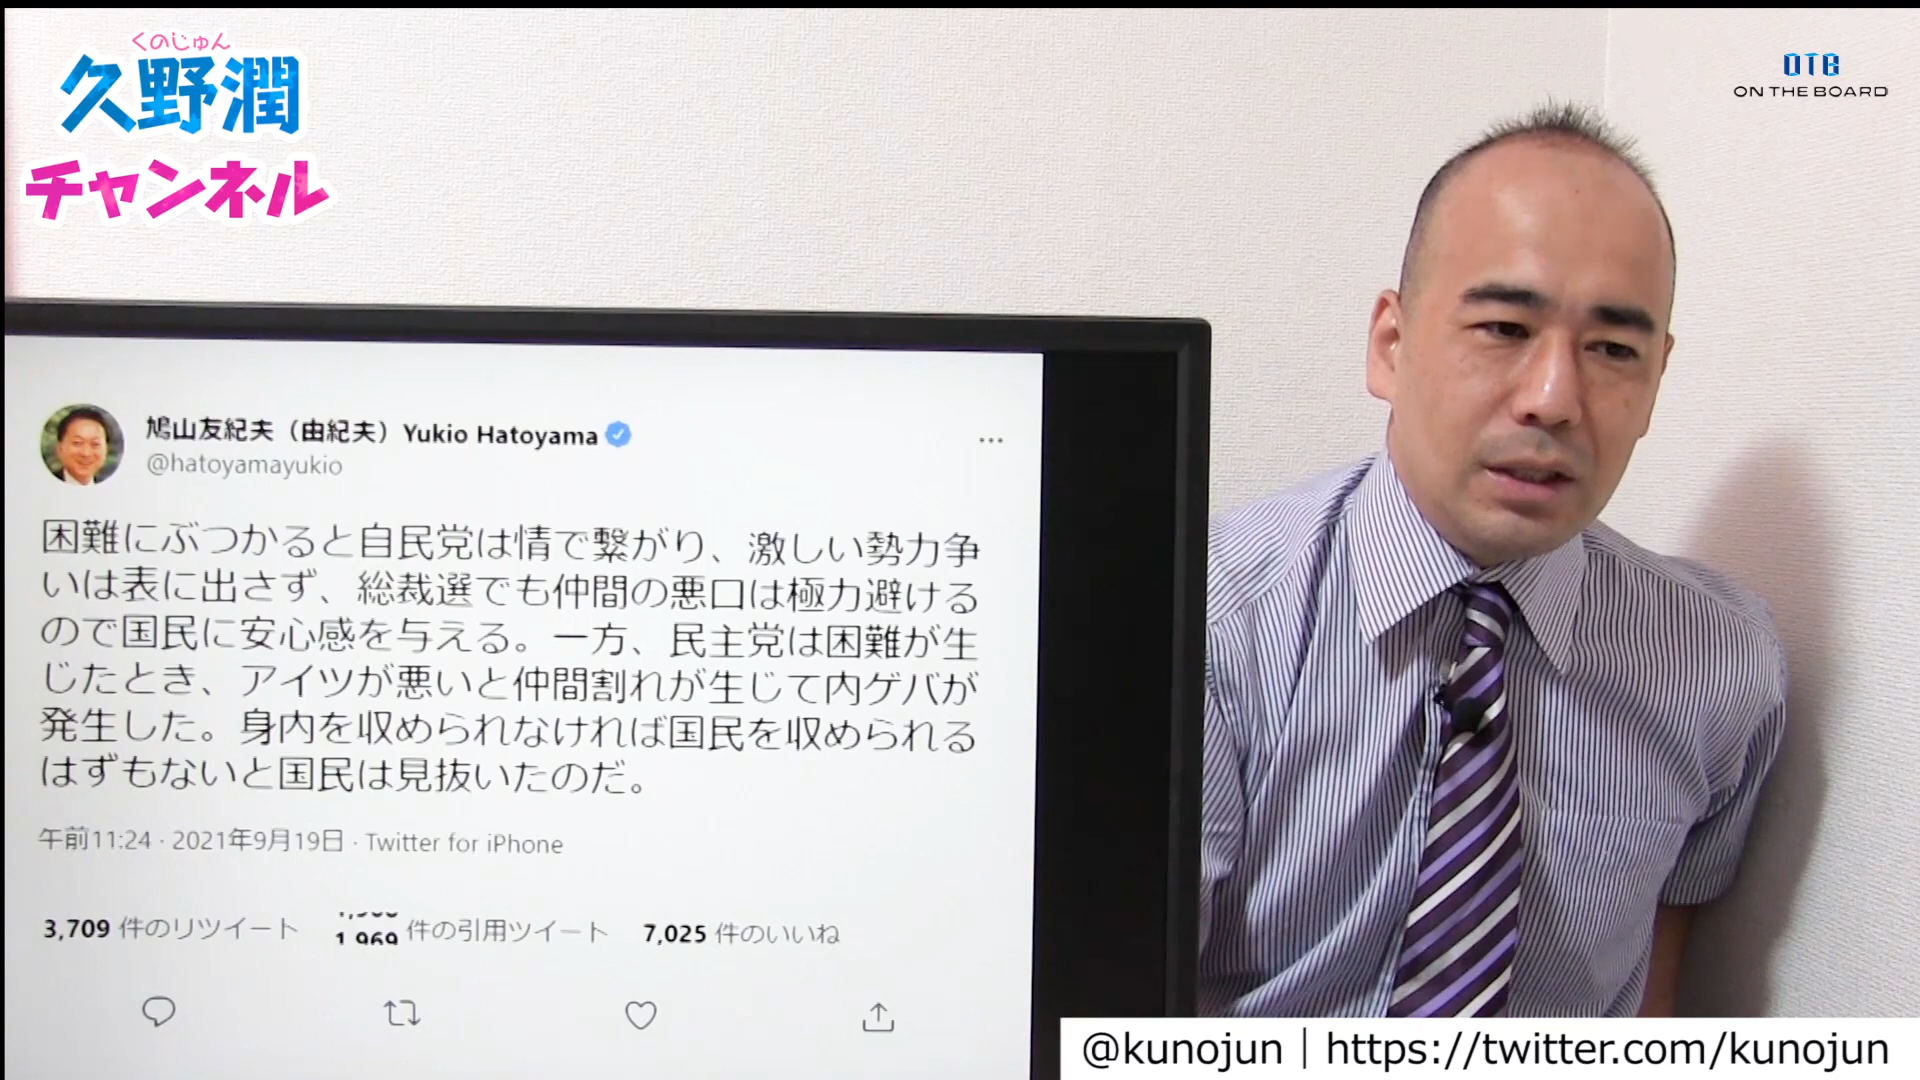 くのじゅん
久野潤
チャンネル
OTB
ON THE BOARD
鳩山友紀夫（由紀夫）Yukio Hatoyama
@hatoyamayukio
困難にぶつかると自民党は情で繋がり、激しい勢力争
いは表に出さず、総裁選でも仲間の悪口は極力避ける
ので国民に安心感を与える。一方、民主党は困難が生
じたとき、アイツが悪いと仲間割れが生じて内ゲバが
発生した。身内を収められなければ国民を収められる
はずもないと国民は見抜いたのだ。
午前11:24 · 2021年9月19日 · Twitter for iPhone
3,709 件のリツイート 件の引用ツイート 7,025 件のいいね
@kunojun｜https://twitter.com/kunojun